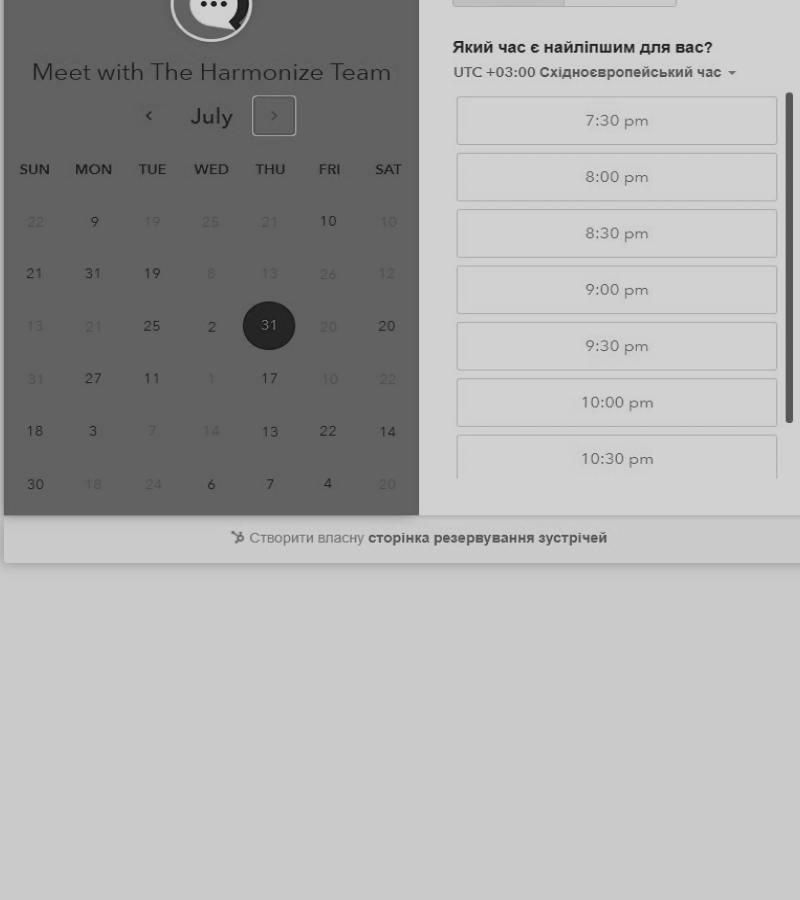 Meet with The Harmonize Team
July
SUN MON TUE WED THU FRI SAT
22 9 19 25 21 10 10
21 31 19 8 13 26 12
13 21 25 2 31 20 20
31 27 11 1 17 10 22
18 3 7 14 13 22 14
30 18 24 6 7 4 20
Який час є найліпшим для вас?
UTC +03:00 Східноєвропейський час
7:30 pm
8:00 pm
8:30 pm
9:00 pm
9:30 pm
10:00 pm
10:30 pm
Створити власну сторінка резервування зустрічей